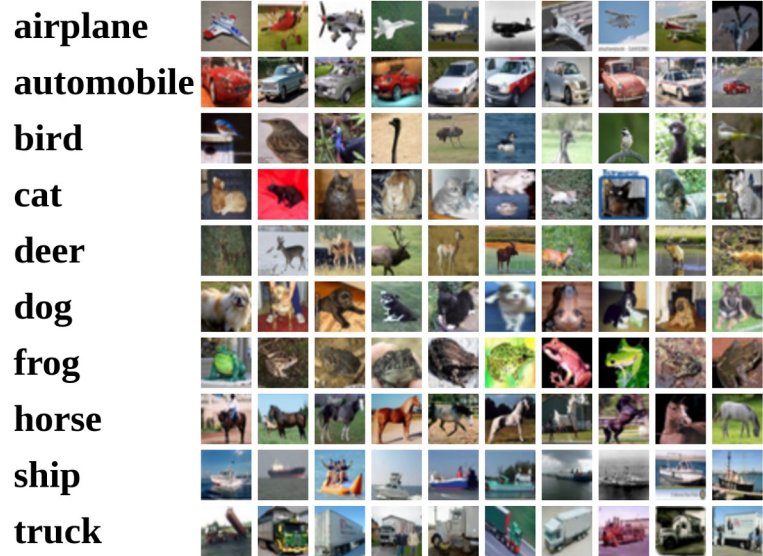 airplane
automobile
bird
cat
deer
dog
frog
horse
ship
truck